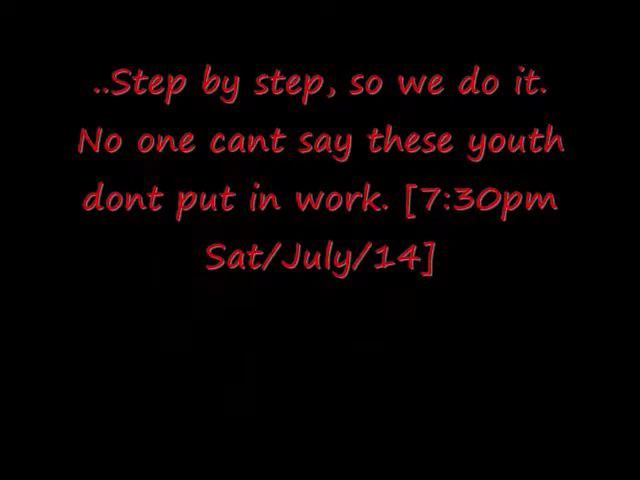 ..Step by step, so we do it.
No one cant say these youth
dont put in work. [7:30pm
Sat/July/14]